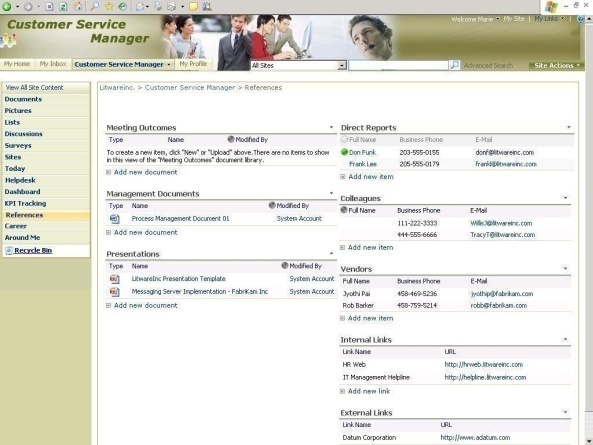 Customer Service
Manager
Welcome Marie
My Site
My Links
My Home
My Inbox
Customer Service Manager
My Profile
All Sites
Advanced Search
Site Actions
View All Site Content
Documents
Pictures
Lists
Discussions
Surveys
Sites
Today
Helpdesk
Dashboard
KPI Tracking
References
Career
Around Me
Recycle Bin
Litwareinc. > Customer Service Manager > References
Meeting Outcomes
Type Name Modified By
To create a new item, click "New" or "Upload" above.There are no items to show
in this view of the "Meeting Outcomes" document library.
Add new document
Management Documents
Type Name Modified By
Process Management Document 01 System Account
Add new document
Presentations
Type Name Modified By
LitwareInc Presentation Template System Account
Messaging Server Implementation - FabriKam Inc System Account
Add new document
Direct Reports
Full Name Business Phone E-Mail
Don Funk 203-555-0155 donf@litwareinc.com
Frank Lee 205-555-0179 frankl@litwareinc.com
Add new item
Colleagues
Full Name Business Phone E-Mail
111-222-3333 WillsJ@litwareinc.com
444-555-6666 TracyT@litwareinc.com
Add new item
Vendors
Full Name Business Phone E-Mail
Jyothi Pai 458-469-5236 jyothip@fabrikam.com
Rob Barker 458-759-5214 robb@fabrikam.com
Add new item
Internal Links
Link Name URL
HR Web http://hrweb.litwareinc.com
IT Management Helpline http://helpline.litwareinc.com
Add new link
External Links
Link Name URL
Datum Corporation http://www.adatum.com